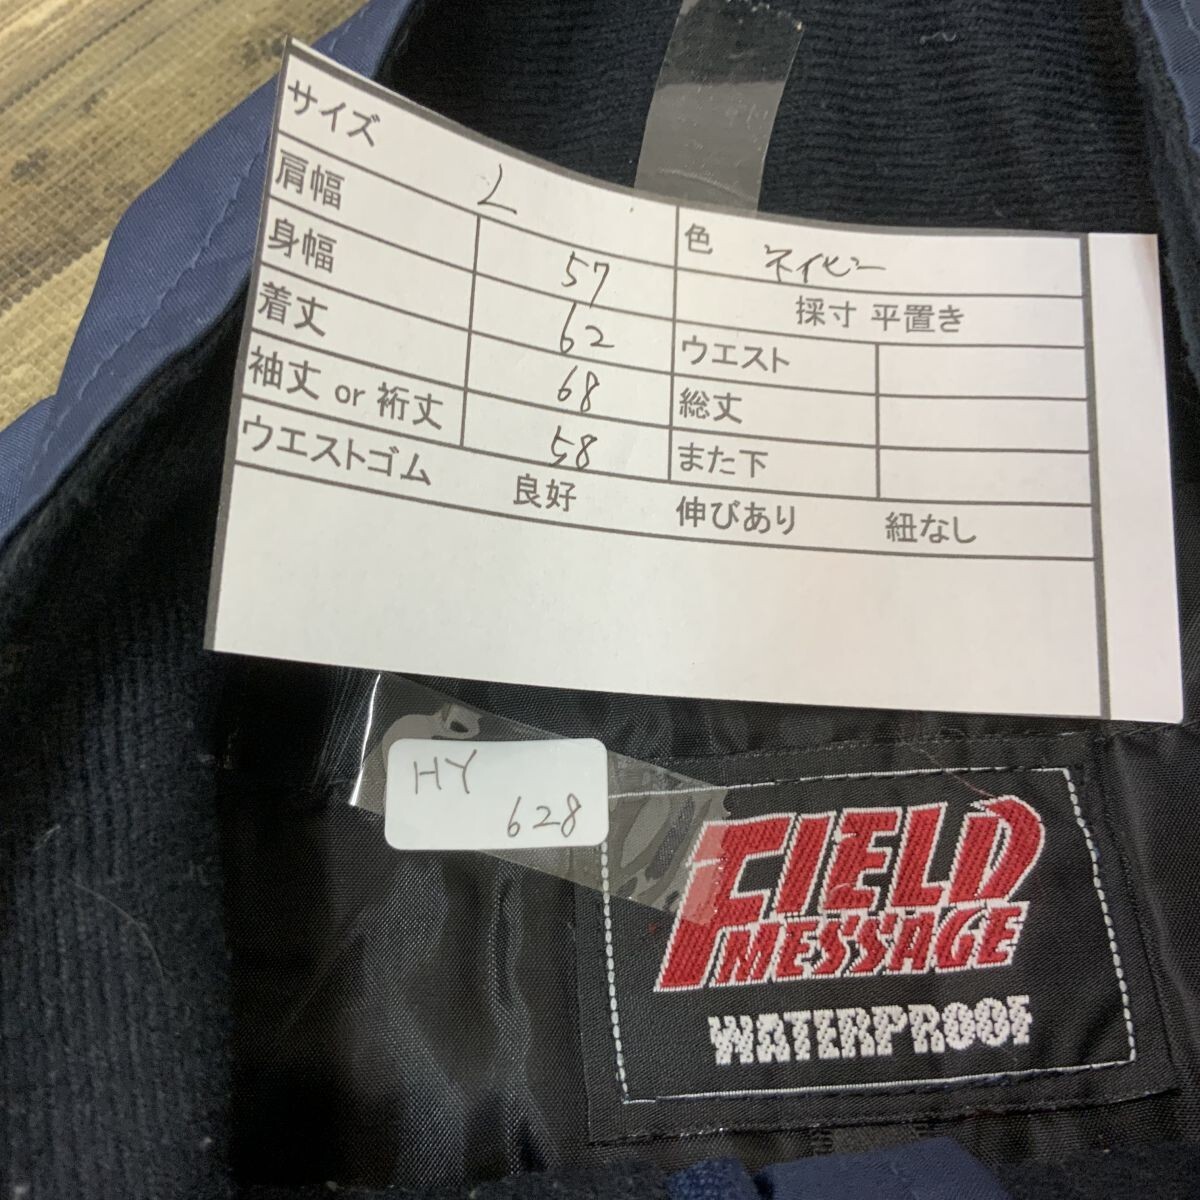 サイズ L
肩幅 57
身幅 62
着丈 68
袖丈 or 裄丈 58
色 ネイビー
採寸 平置き
ウエスト
総丈
また下
ウエストゴム 良好 伸びあり 紐なし
HY
628
FIELD
MESSAGE
WATERPROOF